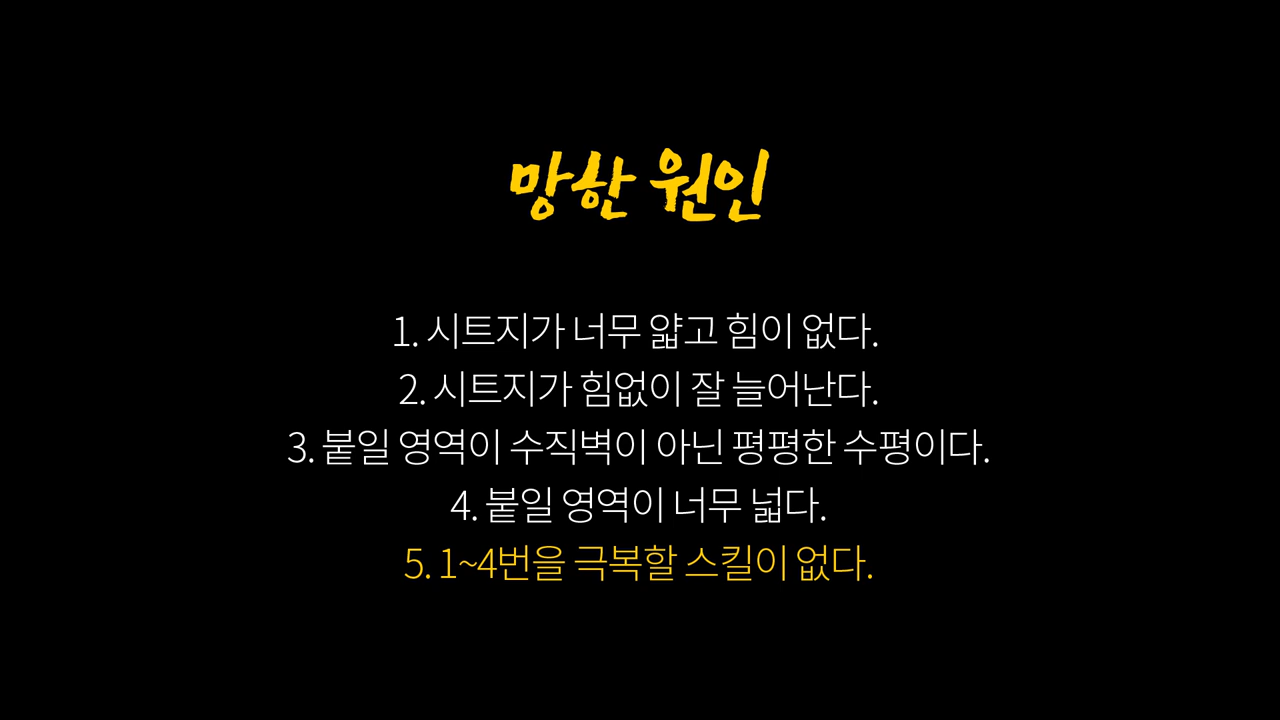 망한 원인
1. 시트지가 너무 얇고 힘이 없다.
2. 시트지가 힘없이 잘 늘어난다.
3. 붙일 영역이 수직벽이 아닌 평평한 수평이다.
4. 붙일 영역이 너무 넓다.
5. 1~4번을 극복할 스킬이 없다.